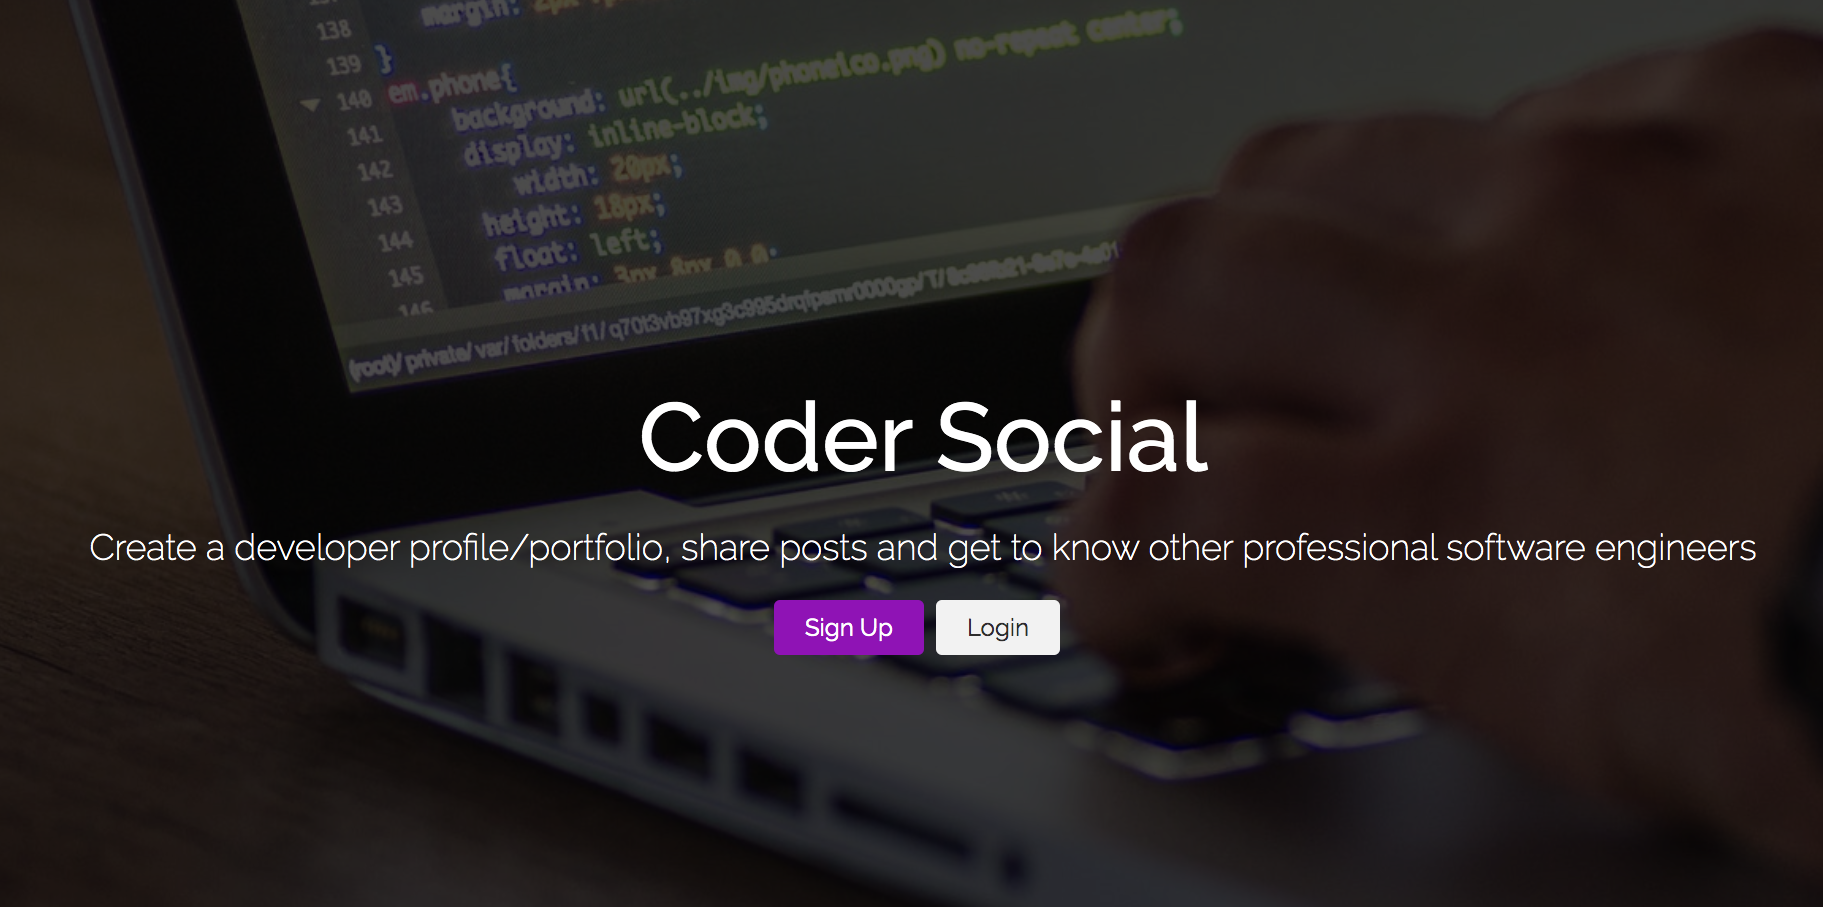 138 margin: 2px
139 }
140 em.phone{
141 background: url(../img/phoneico.png) no-repeat center;
142 display: inline-block;
143 width: 20px;
144 height: 18px;
145 float: left;
146 margin: 3px 8px 0 0;
(root)/ private/ var/ folders/ f1/
Coder Social
Create a developer profile/portfolio, share posts and get to know other professional software engineers
Sign Up Login